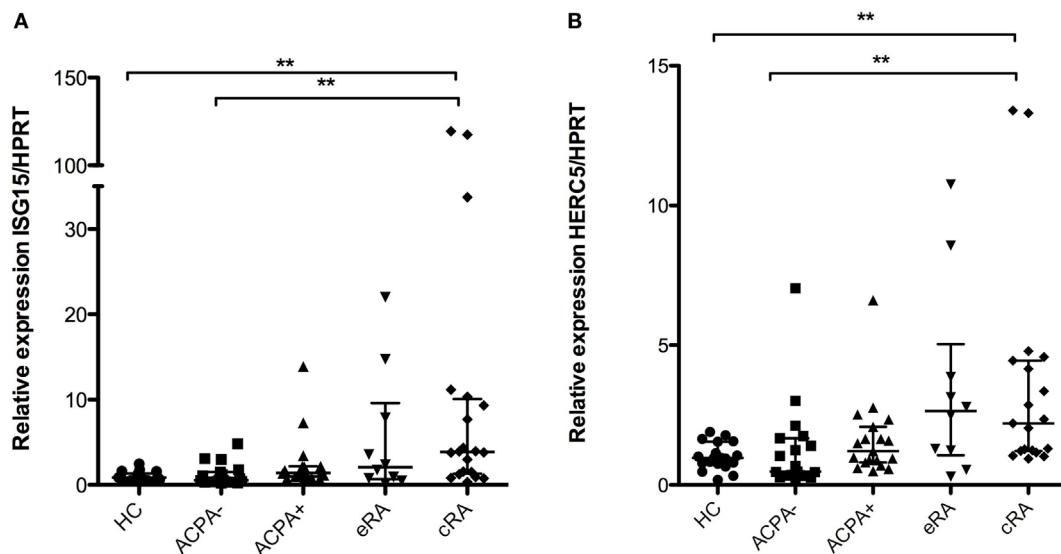 A
**
**
Relative expression ISG15/HPRT
150
100
30
20
10
0
HC
ACPA-
ACPA+
eRA
cRA
B
**
**
Relative expression HERC5/HPRT
15
10
5
0
HC
ACPA-
ACPA+
eRA
cRA